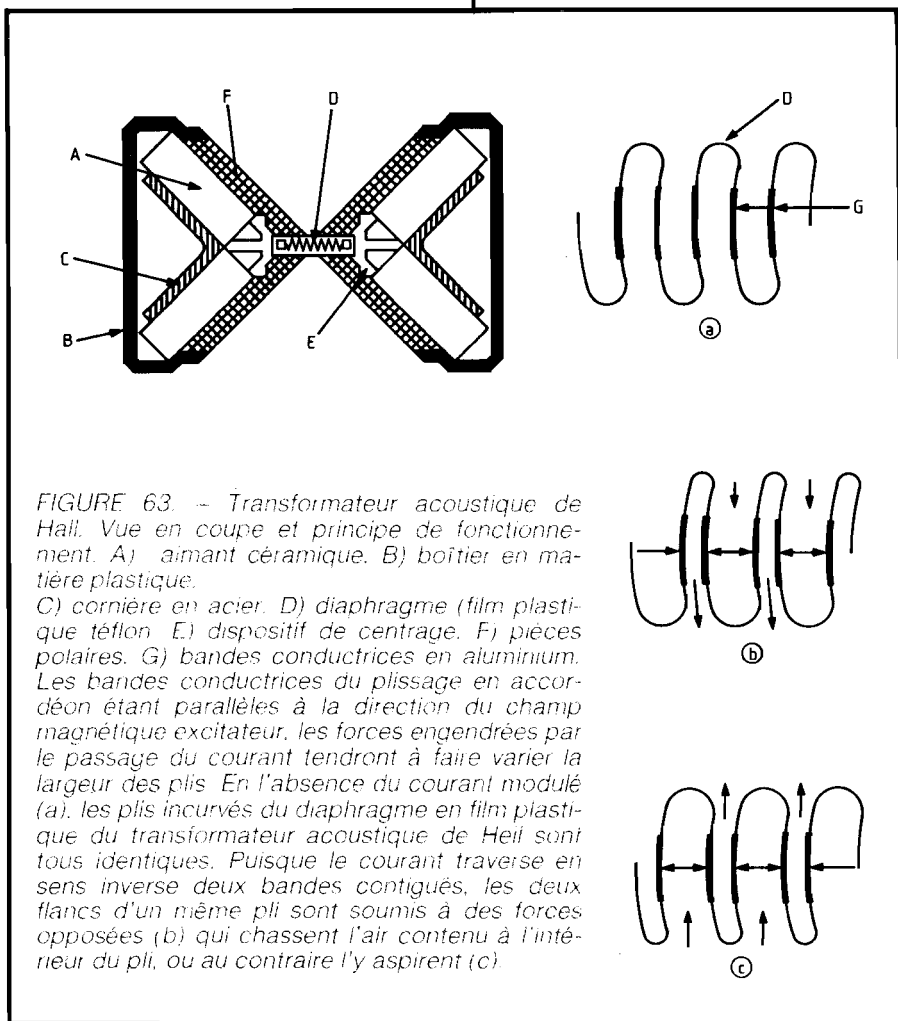 F
D
A
C
B
E
D
G
a
FIGURE 63. – Transformateur acoustique de
Hall. Vue en coupe et principe de fonctionne-
ment. A) aimant céramique. B) boîtier en ma-
tière plastique.
C) cornière en acier. D) diaphragme (film plasti-
que téflon E) dispositif de centrage. F) pièces
polaires. G) bandes conductrices en aluminium.
Les bandes conductrices du plissage en accor-
déon étant parallèles à la direction du champ
magnétique excitateur, les forces engendrées par
le passage du courant tendront à faire varier la
largeur des plis En l'absence du courant modulé
(a), les plis incurvés du diaphragme en film plasti-
que du transformateur acoustique de Heil sont
tous identiques. Puisque le courant traverse en
sens inverse deux bandes contiguës, les deux
flancs d'un même pli sont soumis à des forces
opposées (b) qui chassent l'air contenu à l'inté-
rieur du pli, ou au contraire l'y aspirent (c).
b
c